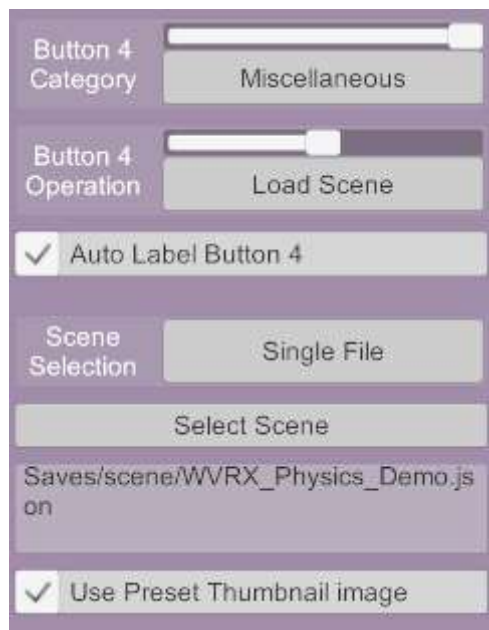 Button 4
Category
Miscellaneous
Button 4
Operation
Load Scene
Auto Label Button 4
Scene
Selection
Single File
Select Scene
Saves/scene/WVRX_Physics_Demo.js
on
Use Preset Thumbnail image